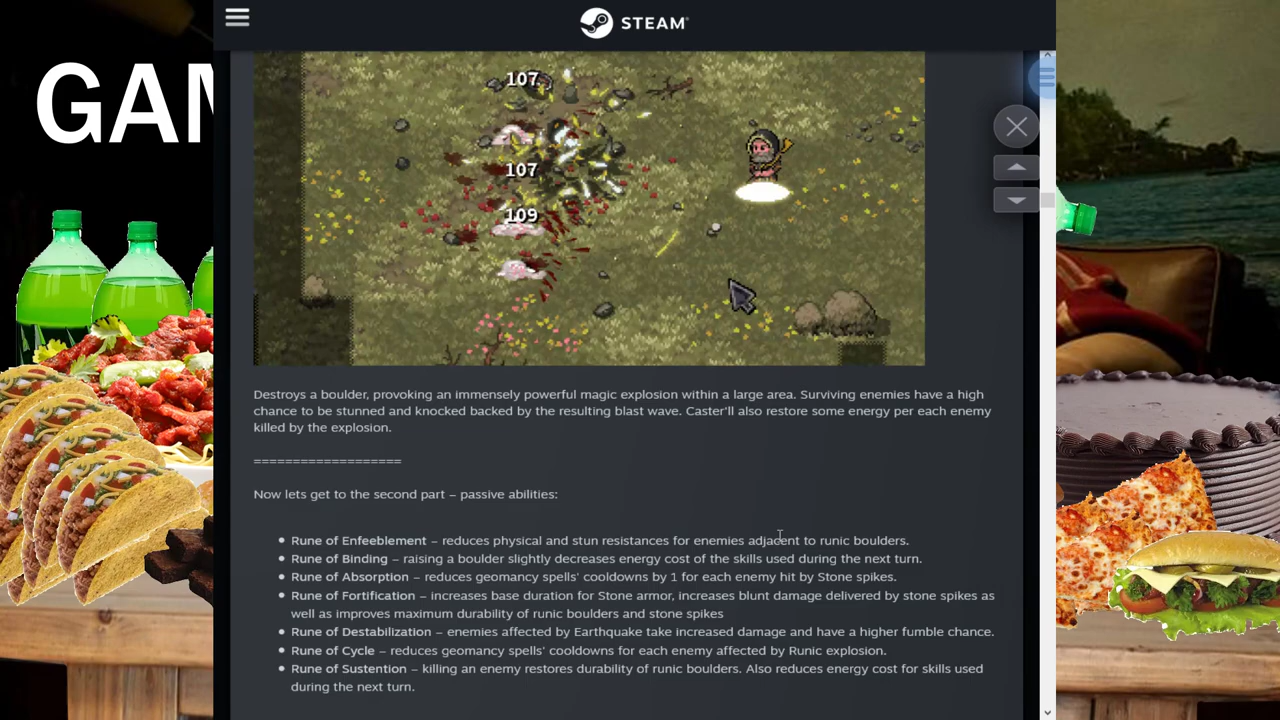 STEAM®
GAM
107
107
109
Destroys a boulder, provoking an immensely powerful magic explosion within a large area. Surviving enemies have a high
chance to be stunned and knocked backed by the resulting blast wave. Caster'll also restore some energy per each enemy
killed by the explosion.
===================
Now lets get to the second part – passive abilities:
• Rune of Enfeeblement – reduces physical and stun resistances for enemies adjacent to runic boulders.
• Rune of Binding – raising a boulder slightly decreases energy cost of the skills used during the next turn.
• Rune of Absorption – reduces geomancy spells' cooldowns by 1 for each enemy hit by Stone spikes.
• Rune of Fortification – increases base duration for Stone armor, increases blunt damage delivered by stone spikes as
well as improves maximum durability of runic boulders and stone spikes
• Rune of Destabilization – enemies affected by Earthquake take increased damage and have a higher fumble chance.
• Rune of Cycle – reduces geomancy spells' cooldowns for each enemy affected by Runic explosion.
• Rune of Sustention – killing an enemy restores durability of runic boulders. Also reduces energy cost for skills used
during the next turn.